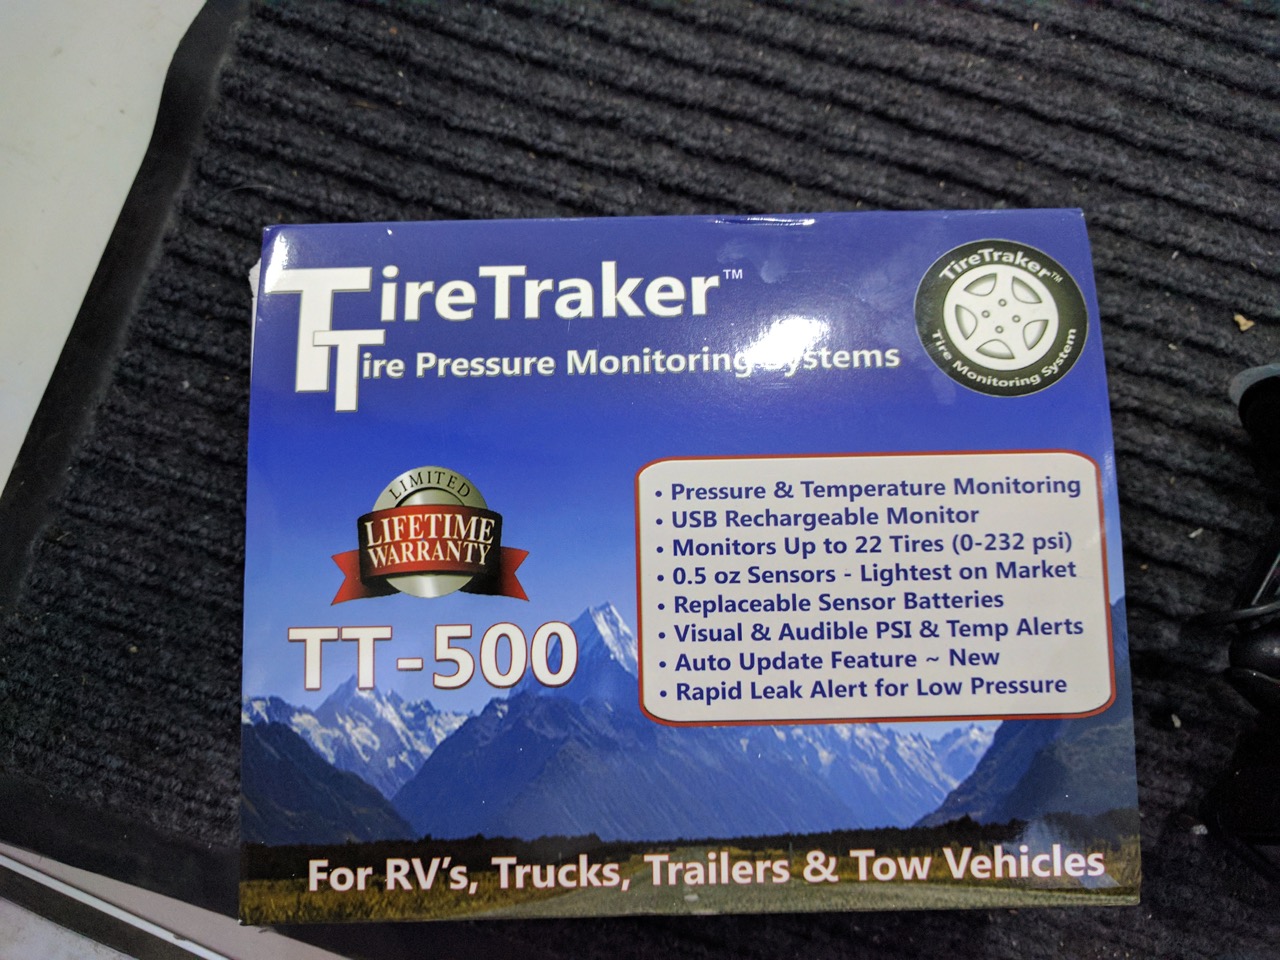 TireTraker™
Tire Pressure Monitoring Systems
TireTraker™
Tire Monitoring System
LIMITED
LIFETIME
WARRANTY
TT-500
• Pressure & Temperature Monitoring
• USB Rechargeable Monitor
• Monitors Up to 22 Tires (0-232 psi)
• 0.5 oz Sensors - Lightest on Market
• Replaceable Sensor Batteries
• Visual & Audible PSI & Temp Alerts
• Auto Update Feature ~ New
• Rapid Leak Alert for Low Pressure
For RV's, Trucks, Trailers & Tow Vehicles